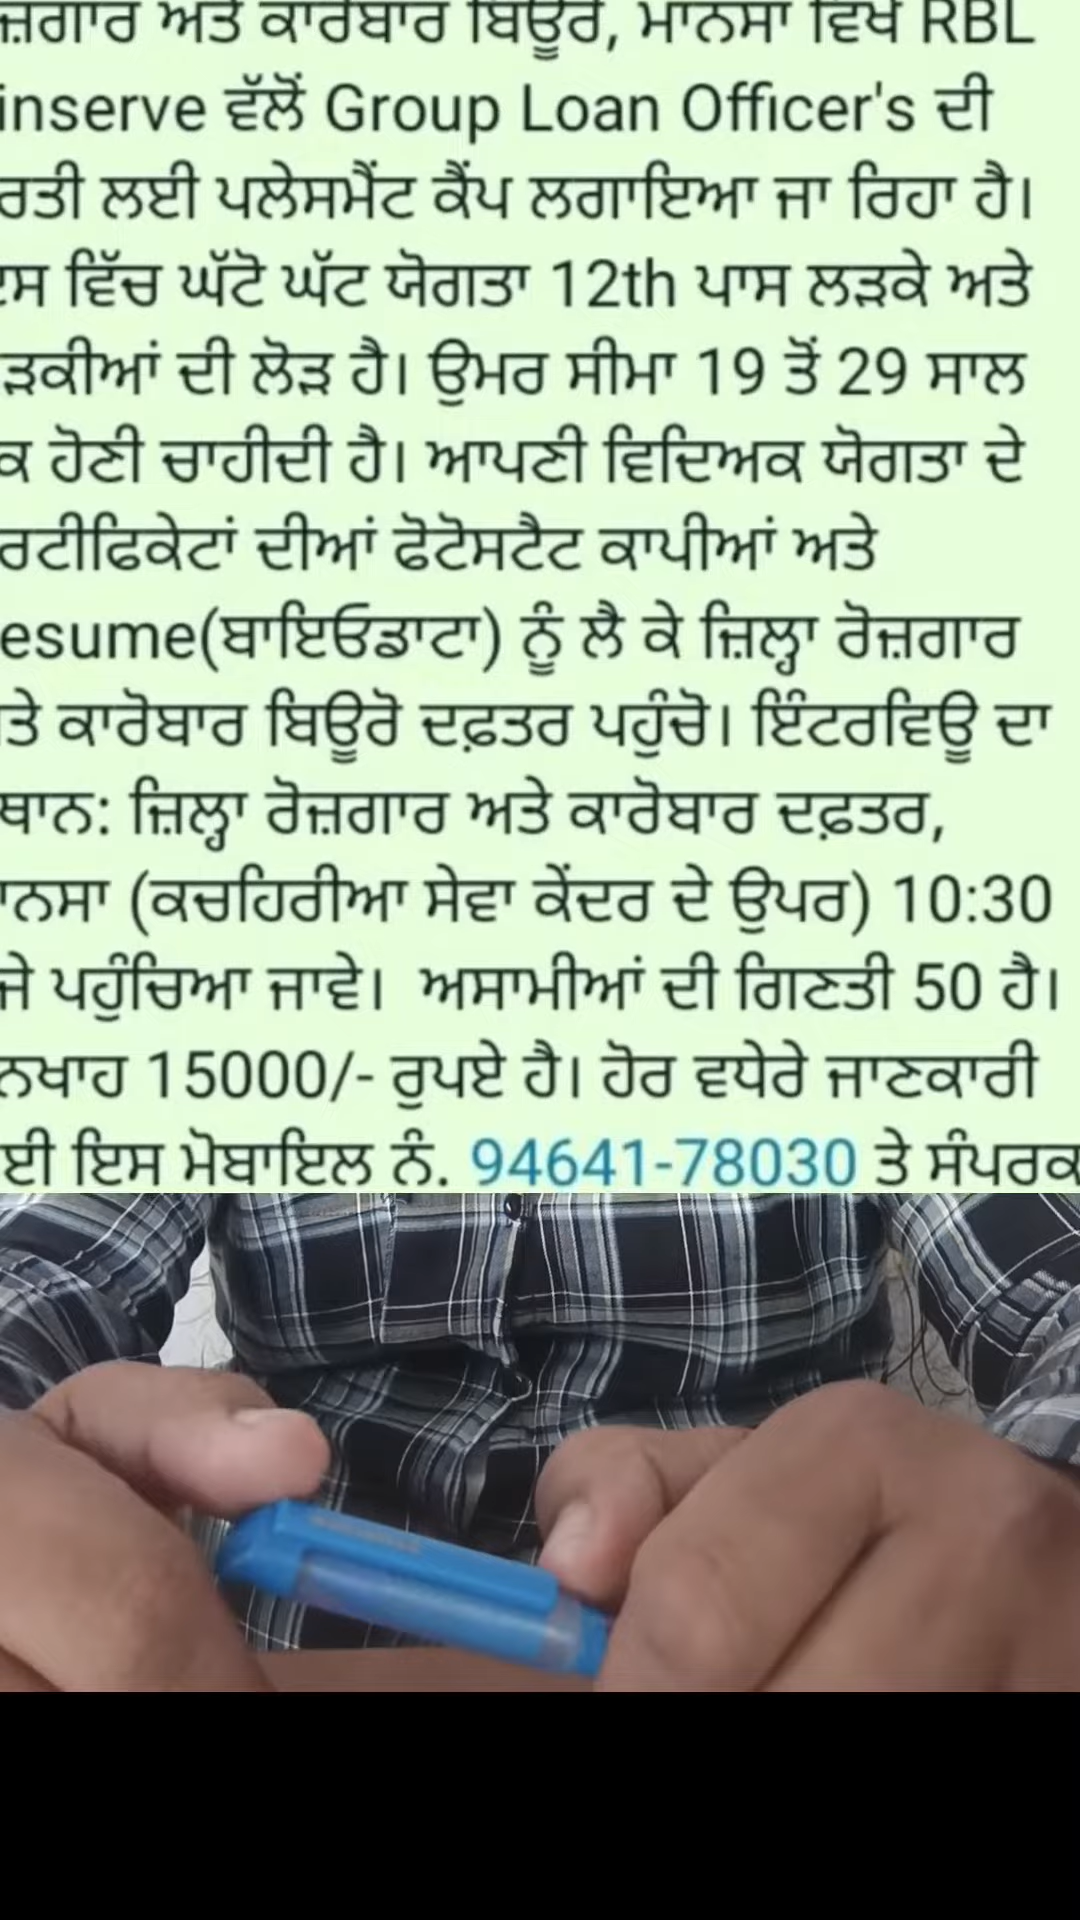 ਜ਼ਗਾਰ ਅਤੇ ਕਾਰੋਬਾਰ ਬਿਊਰੋ, ਮਾਨਸਾ ਵਿਖੇ RBL
inserve ਵੱਲੋਂ Group Loan Officer's ਦੀ
ਰਤੀ ਲਈ ਪਲੇਸਮੈਂਟ ਕੈਂਪ ਲਗਾਇਆ ਜਾ ਰਿਹਾ ਹੈ।
ਸ ਵਿੱਚ ਘੱਟੋ ਘੱਟ ਯੋਗਤਾ 12th ਪਾਸ ਲੜਕੇ ਅਤੇ
ੜਕੀਆਂ ਦੀ ਲੋੜ ਹੈ। ਉਮਰ ਸੀਮਾ 19 ਤੋਂ 29 ਸਾਲ
ਕ ਹੋਣੀ ਚਾਹੀਦੀ ਹੈ। ਆਪਣੀ ਵਿਦਿਅਕ ਯੋਗਤਾ ਦੇ
ਰਟੀਫਿਕੇਟਾਂ ਦੀਆਂ ਫੋਟੋਸਟੈਟ ਕਾਪੀਆਂ ਅਤੇ
esume(ਬਾਇਓਡਾਟਾ) ਨੂੰ ਲੈ ਕੇ ਜ਼ਿਲ੍ਹਾ ਰੋਜ਼ਗਾਰ
ਤੇ ਕਾਰੋਬਾਰ ਬਿਊਰੋ ਦਫ਼ਤਰ ਪਹੁੰਚੋ। ਇੰਟਰਵਿਊ ਦਾ
ਥਾਨ: ਜ਼ਿਲ੍ਹਾ ਰੋਜ਼ਗਾਰ ਅਤੇ ਕਾਰੋਬਾਰ ਦਫ਼ਤਰ,
ਾਨਸਾ (ਕਚਹਿਰੀਆ ਸੇਵਾ ਕੇਂਦਰ ਦੇ ਉਪਰ) 10:30
ਜੇ ਪਹੁੰਚਿਆ ਜਾਵੇ। ਅਸਾਮੀਆਂ ਦੀ ਗਿਣਤੀ 50 ਹੈ।
ਨਖਾਹ 15000/- ਰੁਪਏ ਹੈ। ਹੋਰ ਵਧੇਰੇ ਜਾਣਕਾਰੀ
ਈ ਇਸ ਮੋਬਾਇਲ ਨੰ. 94641-78030 ਤੇ ਸੰਪਰਕ